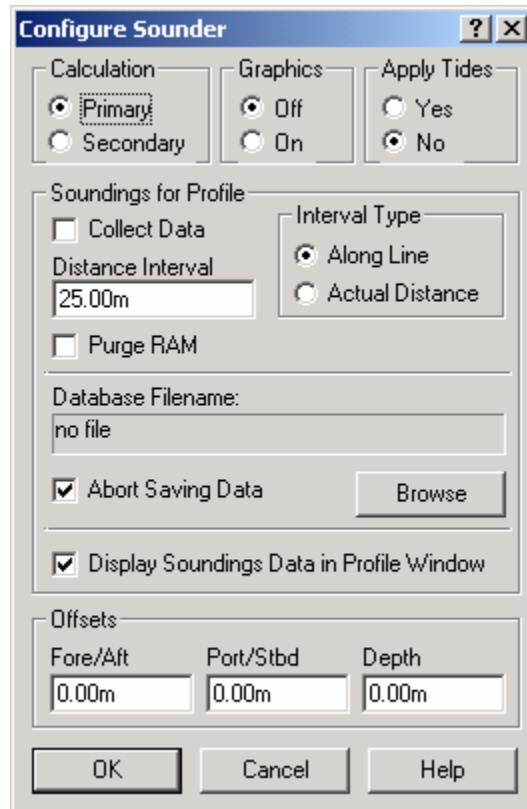 Configure Sounder
Calculation
Primary
Secondary
Graphics
Off
On
Apply Tides
Yes
No
Soundings for Profile
Collect Data
Distance Interval
25.00m
Interval Type
Along Line
Actual Distance
Purge RAM
Database Filename:
no file
Abort Saving Data
Browse
Display Soundings Data in Profile Window
Offsets
Fore/Aft Port/Stbd Depth
0.00m 0.00m 0.00m
OK Cancel Help